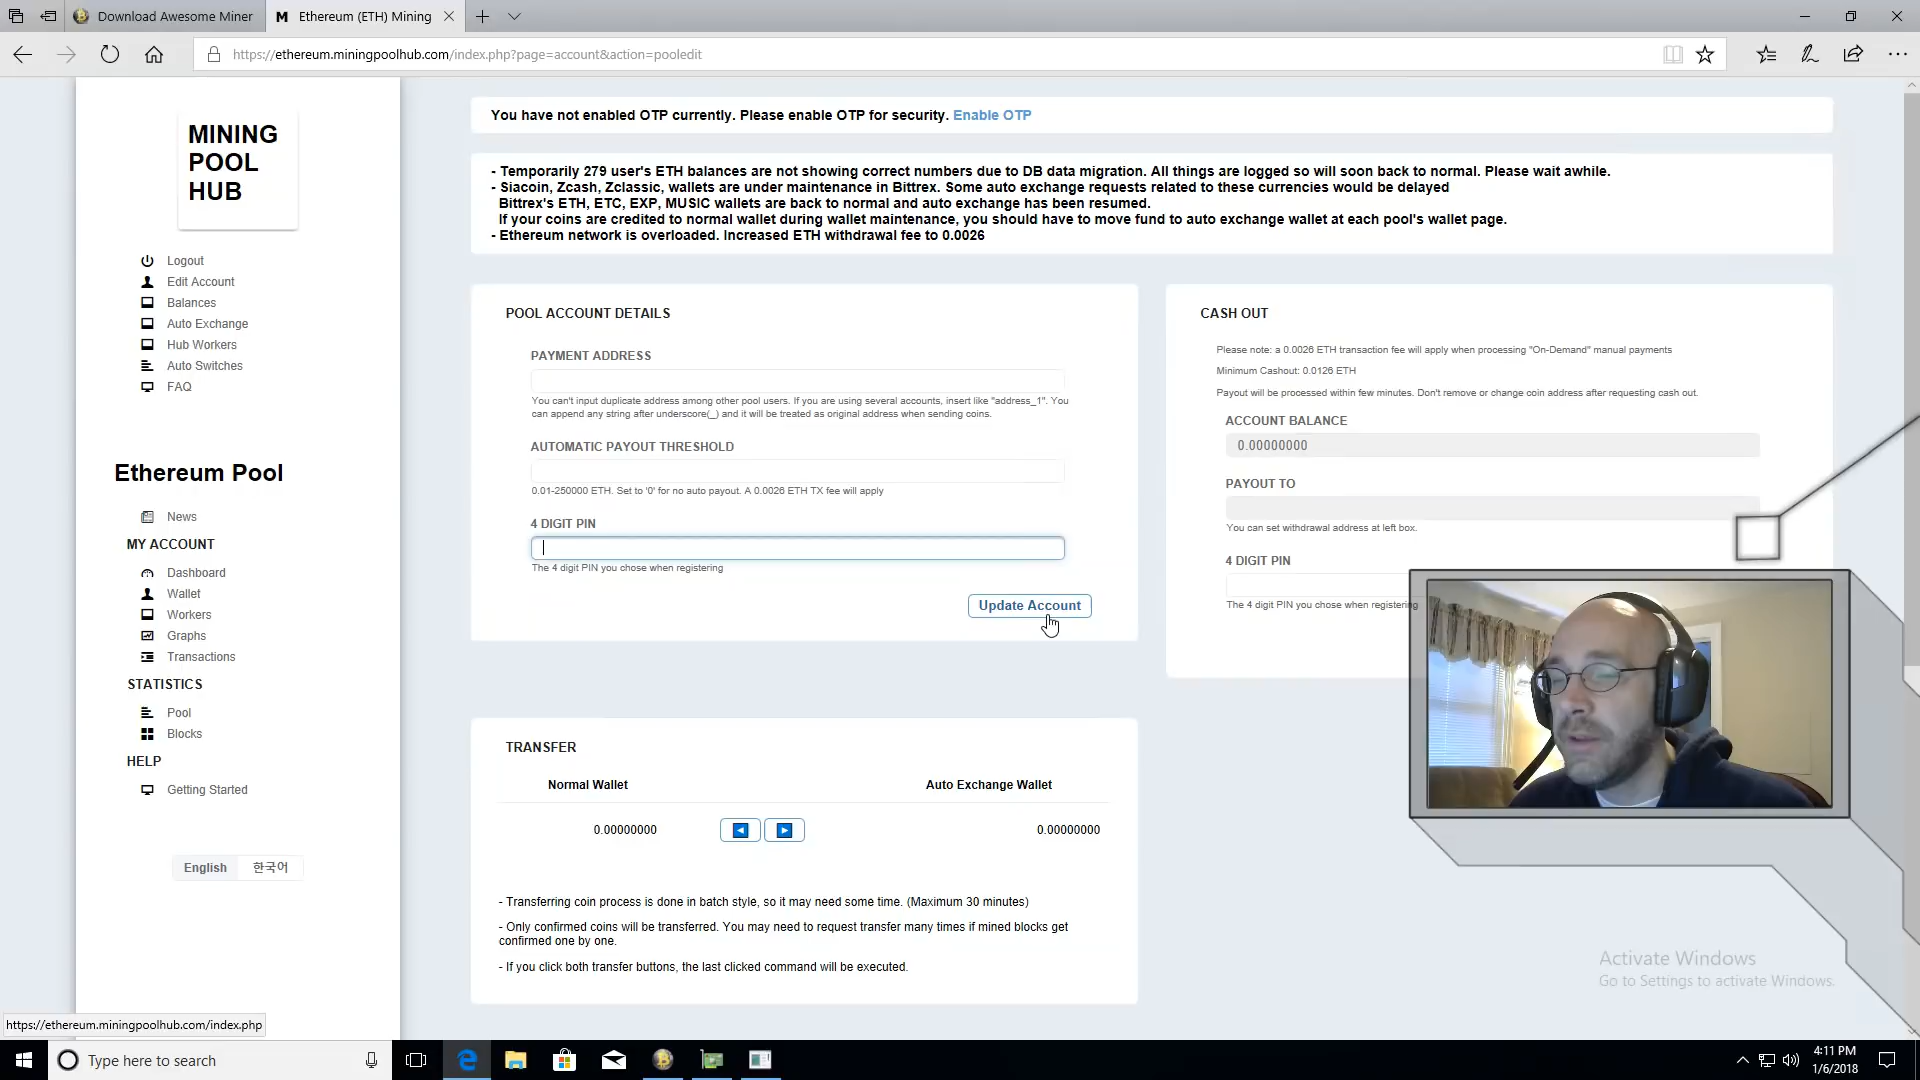 Download Awesome Miner
M Ethereum (ETH) Mining
https://ethereum.miningpoolhub.com/index.php?page=account&action=pooledit
MINING
POOL
HUB
Logout
Edit Account
Balances
Auto Exchange
Hub Workers
Auto Switches
FAQ
Ethereum Pool
News
MY ACCOUNT
Dashboard
Wallet
Workers
Graphs
Transactions
STATISTICS
Pool
Blocks
HELP
Getting Started
English 한국어
https://ethereum.miningpoolhub.com/index.php
You have not enabled OTP currently. Please enable OTP for security. Enable OTP
- Temporarily 279 user's ETH balances are not showing correct numbers due to DB data migration. All things are logged so will soon back to normal. Please wait awhile.
- Siacoin, Zcash, Zclassic, wallets are under maintenance in Bittrex. Some auto exchange requests related to these currencies would be delayed
Bittrex's ETH, ETC, EXP, MUSIC wallets are back to normal and auto exchange has been resumed.
If your coins are credited to normal wallet during wallet maintenance, you should have to move fund to auto exchange wallet at each pool's wallet page.
- Ethereum network is overloaded. Increased ETH withdrawal fee to 0.0026
POOL ACCOUNT DETAILS
PAYMENT ADDRESS
You can't input duplicate address among other pool users. If you are using several accounts, insert like "address_1". You
can append any string after underscore(_) and it will be treated as original address when sending coins.
AUTOMATIC PAYOUT THRESHOLD
0.01-250000 ETH. Set to '0' for no auto payout. A 0.0026 ETH TX fee will apply
4 DIGIT PIN
The 4 digit PIN you chose when registering
Update Account
CASH OUT
Please note: a 0.0026 ETH transaction fee will apply when processing "On-Demand" manual payments
Minimum Cashout: 0.0126 ETH
Payout will be processed within few minutes. Don't remove or change coin address after requesting cash out.
ACCOUNT BALANCE
0.00000000
PAYOUT TO
You can set withdrawal address at left box.
4 DIGIT PIN
The 4 digit PIN you chose when registering
TRANSFER
Normal Wallet Auto Exchange Wallet
0.00000000 0.00000000
- Transferring coin process is done in batch style, so it may need some time. (Maximum 30 minutes)
- Only confirmed coins will be transferred. You may need to request transfer many times if mined blocks get
confirmed one by one.
- If you click both transfer buttons, the last clicked command will be executed.
Activate Windows
Go to Settings to activate Windows.
Type here to search
4:11 PM
1/6/2018